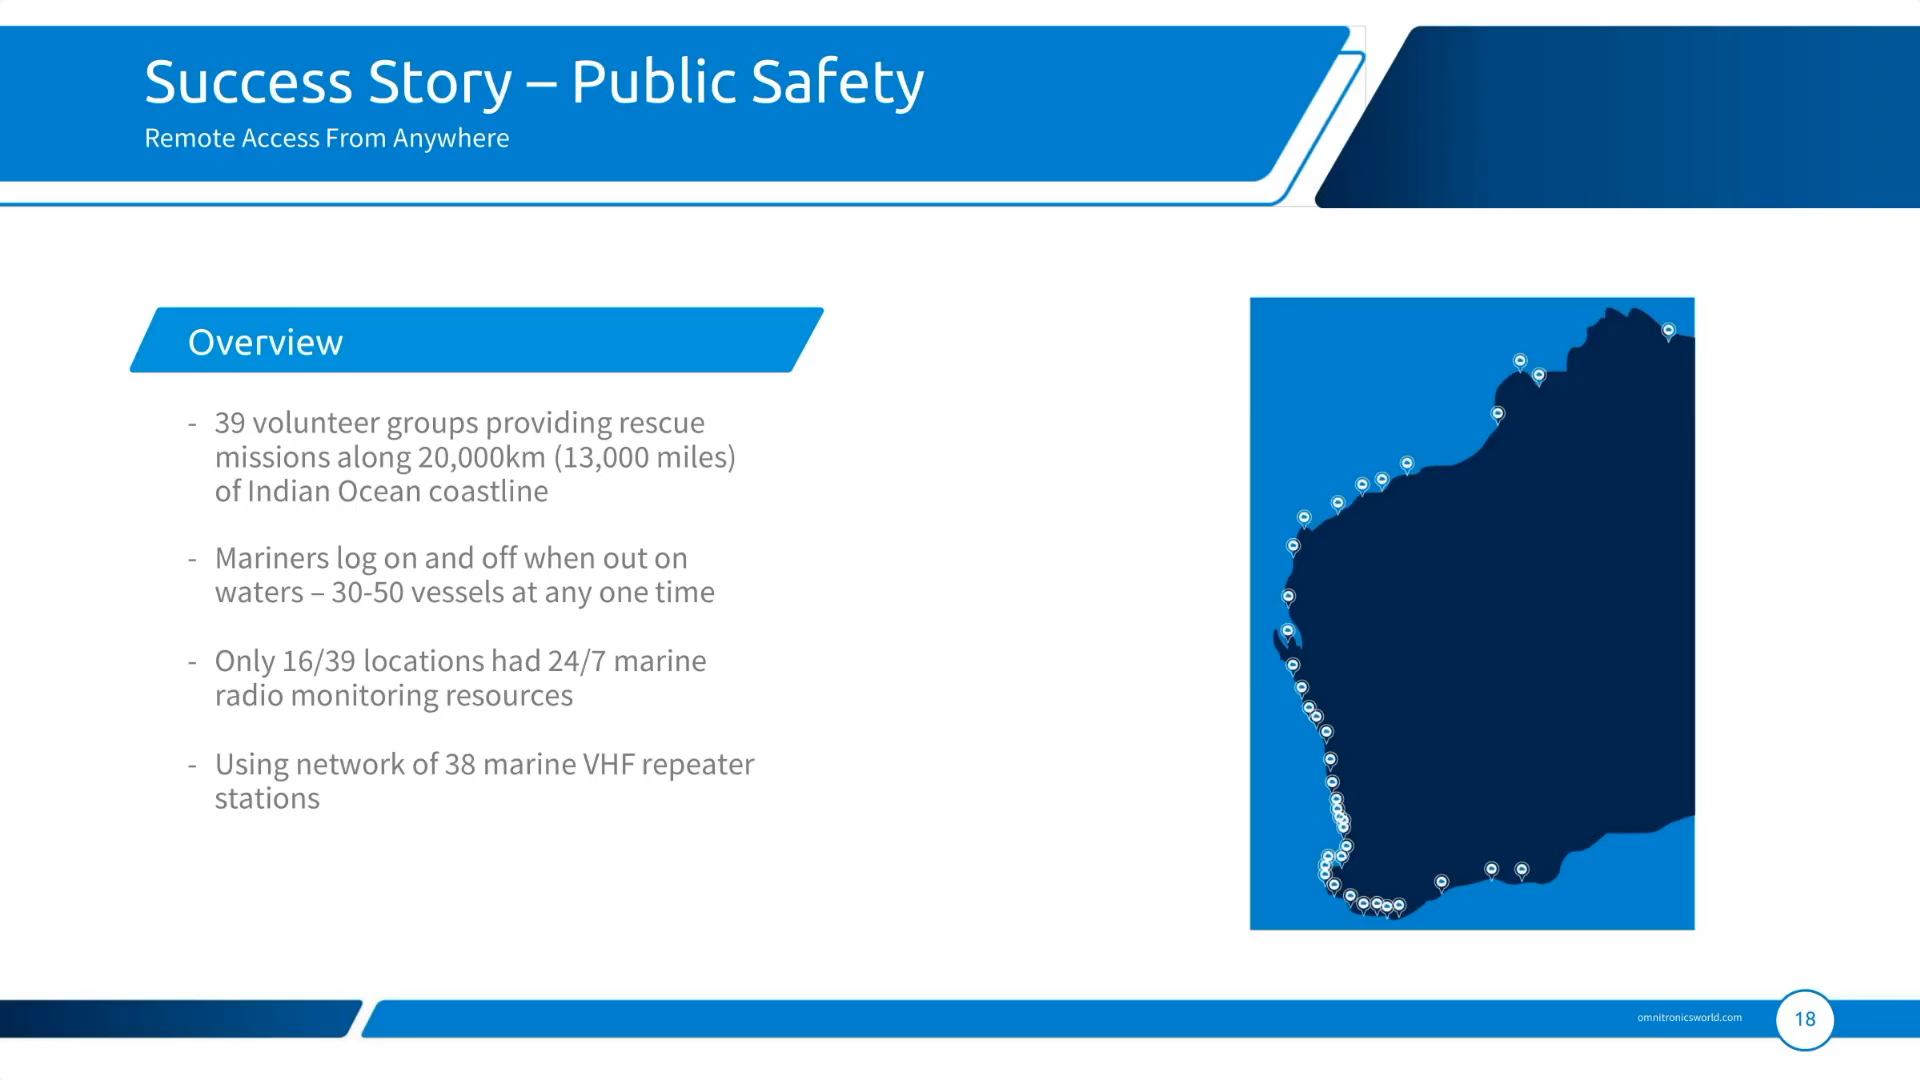 Success Story – Public Safety
Remote Access From Anywhere
Overview
- 39 volunteer groups providing rescue
missions along 20,000km (13,000 miles)
of Indian Ocean coastline
- Mariners log on and off when out on
waters – 30-50 vessels at any one time
- Only 16/39 locations had 24/7 marine
radio monitoring resources
- Using network of 38 marine VHF repeater
stations
omnitronicsworld.com
18